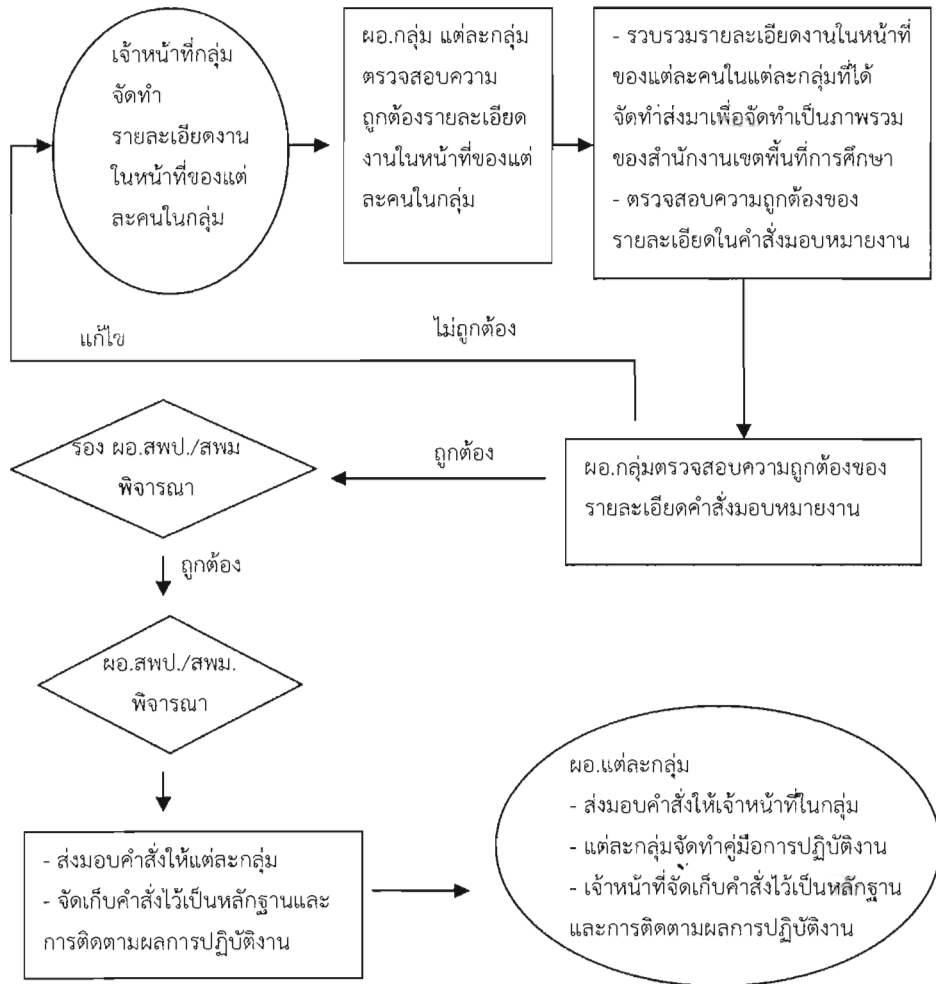 เจ้าหน้าที่กลุ่ม
จัดทำ
รายละเอียดงาน
ในหน้าที่ของแต่
ละคนในกลุ่ม
ผอ.กลุ่ม แต่ละกลุ่ม
ตรวจสอบความ
ถูกต้องรายละเอียด
งานในหน้าที่ของแต่
ละคนในกลุ่ม
- รวบรวมรายละเอียดงานในหน้าที่
ของแต่ละคนในแต่ละกลุ่มที่ได้
จัดทำส่งมาเพื่อจัดทำเป็นภาพรวม
ของสำนักงานเขตพื้นที่การศึกษา
- ตรวจสอบความถูกต้องของ
รายละเอียดในคำสั่งมอบหมายงาน
แก้ไข
ไม่ถูกต้อง
ผอ.กลุ่มตรวจสอบความถูกต้องของ
รายละเอียดคำสั่งมอบหมายงาน
ถูกต้อง
รอง ผอ.สพป./สพม
พิจารณา
ถูกต้อง
ผอ.สพป./สพม.
พิจารณา
- ส่งมอบคำสั่งให้แต่ละกลุ่ม
- จัดเก็บคำสั่งไว้เป็นหลักฐานและ
การติดตามผลการปฏิบัติงาน
ผอ.แต่ละกลุ่ม
- ส่งมอบคำสั่งให้เจ้าหน้าที่ในกลุ่ม
- แต่ละกลุ่มจัดทำคู่มือการปฏิบัติงาน
- เจ้าหน้าที่จัดเก็บคำสั่งไว้เป็นหลักฐาน
และการติดตามผลการปฏิบัติงาน